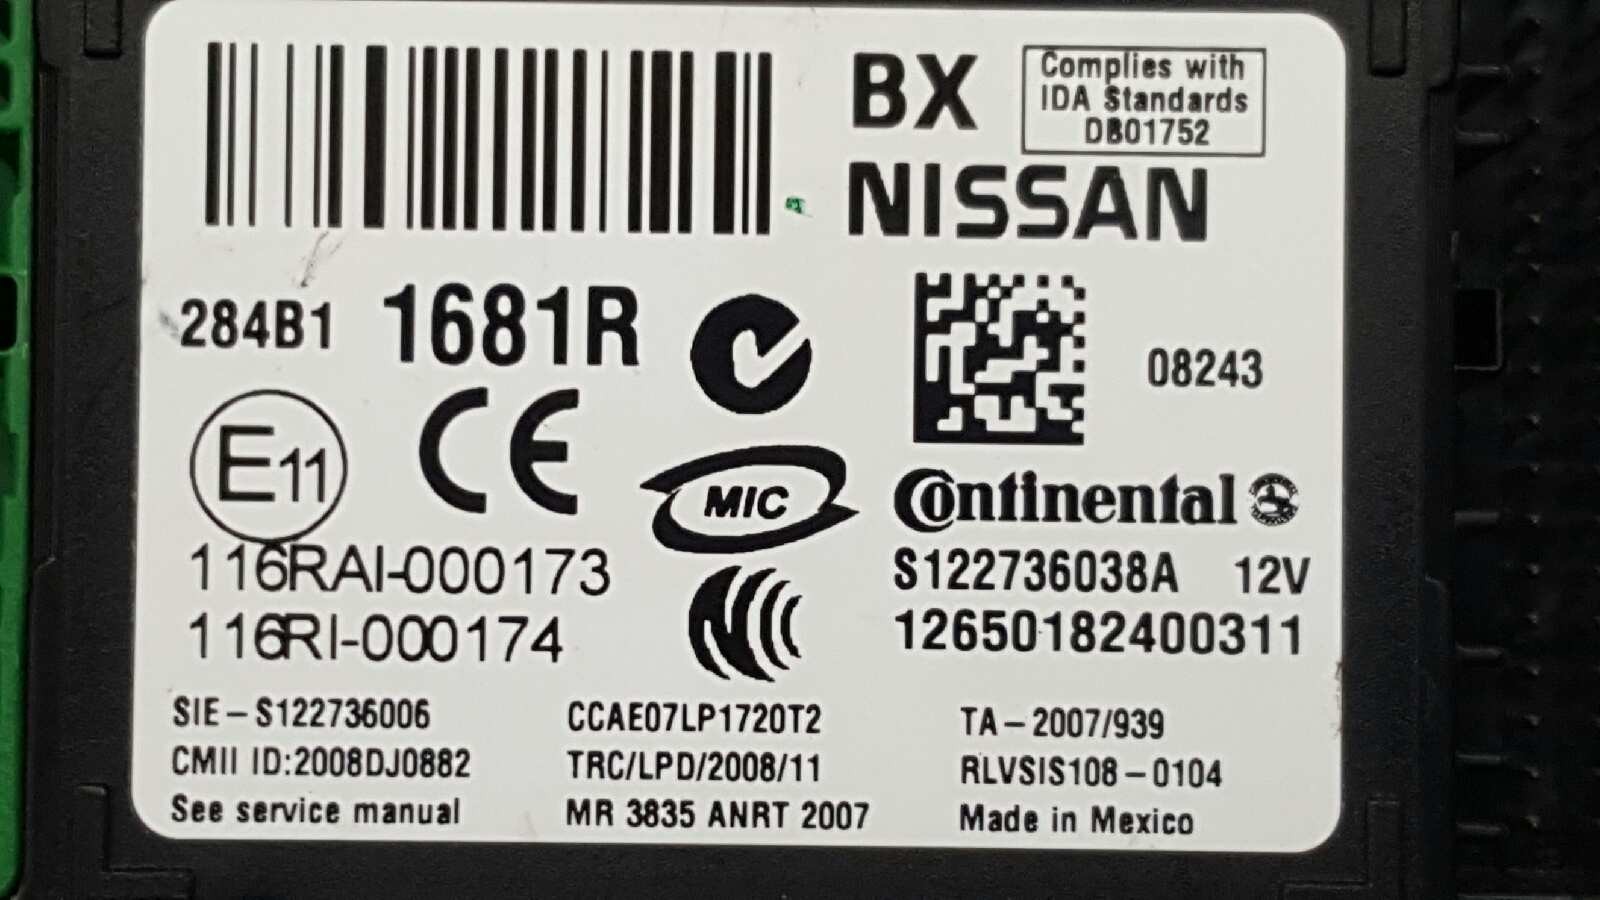 BX
Complies with
IDA Standards
DB01752
NISSAN
284B1 1681R
08243
E11
CE
MIC
Continental
116RAI-000173
S122736038A 12V
116RI-000174
12650182400311
SIE-S122736006 CCAE07LP1720T2 TA-2007/939
CMII ID:2008DJ0882 TRC/LPD/2008/11 RLVSIS108-0104
See service manual MR 3835 ANRT 2007 Made in Mexico